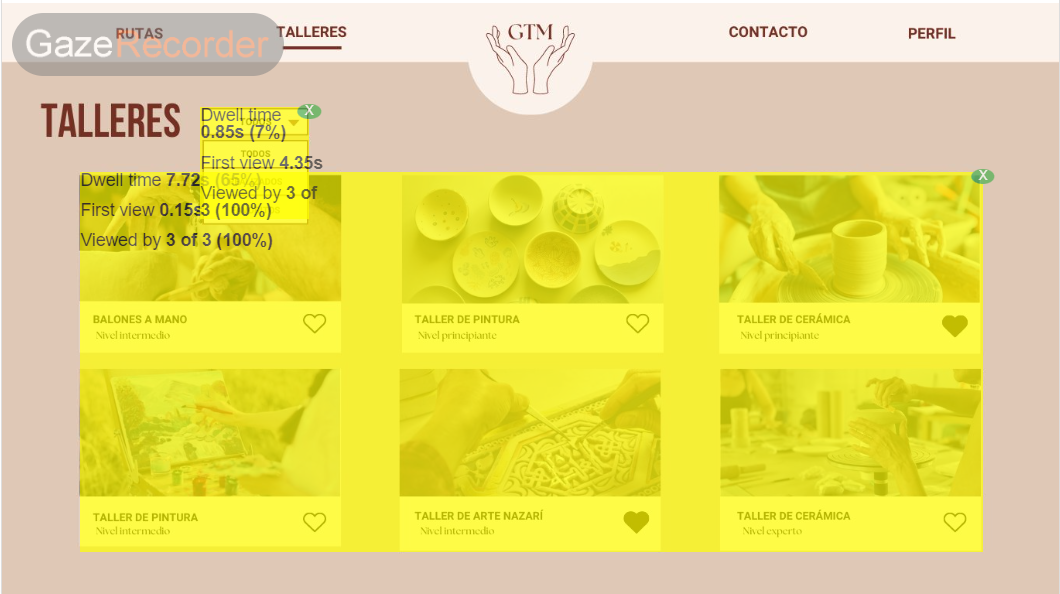 GazeRecorder
RUTAS
TALLERES
GTM
CONTACTO
PERFIL
TALLERES
TODOS
TODOS
X
Dwell time
0.85s (7%)
First view 4.35s
Viewed by 3 of
3 (100%)
X
Dwell time 7.72s (65%)
First view 0.15s
Viewed by 3 of 3 (100%)
BALONES A MANO
Nivel intermedio
TALLER DE PINTURA
Nivel principiante
TALLER DE CERÁMICA
Nivel principiante
TALLER DE PINTURA
Nivel intermedio
TALLER DE ARTE NAZARÍ
Nivel intermedio
TALLER DE CERÁMICA
Nivel experto